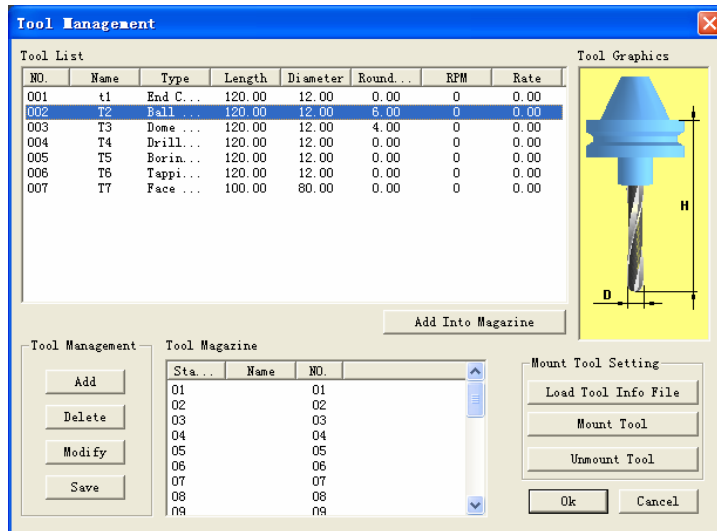 Tool Management
Tool List
Tool Graphics
NO. Name Type Length Diameter Round... RPM Rate
001 t1 End C... 120.00 12.00 0.00 0 0.00
002 T2 Ball ... 120.00 12.00 6.00 0 0.00
003 T3 Dome ... 120.00 12.00 4.00 0 0.00
004 T4 Drill... 120.00 12.00 0.00 0 0.00
005 T5 Borin... 120.00 12.00 0.00 0 0.00
006 T6 Tappi... 120.00 12.00 0.00 0 0.00
007 T7 Face ... 100.00 80.00 0.00 0 0.00
H
D
Add Into Magazine
Tool Management
Add
Delete
Modify
Save
Tool Magazine
Sta... Name NO.
01 01
02 02
03 03
04 04
05 05
06 06
07 07
08 08
09 09
Mount Tool Setting
Load Tool Info File
Mount Tool
Unmount Tool
Ok Cancel